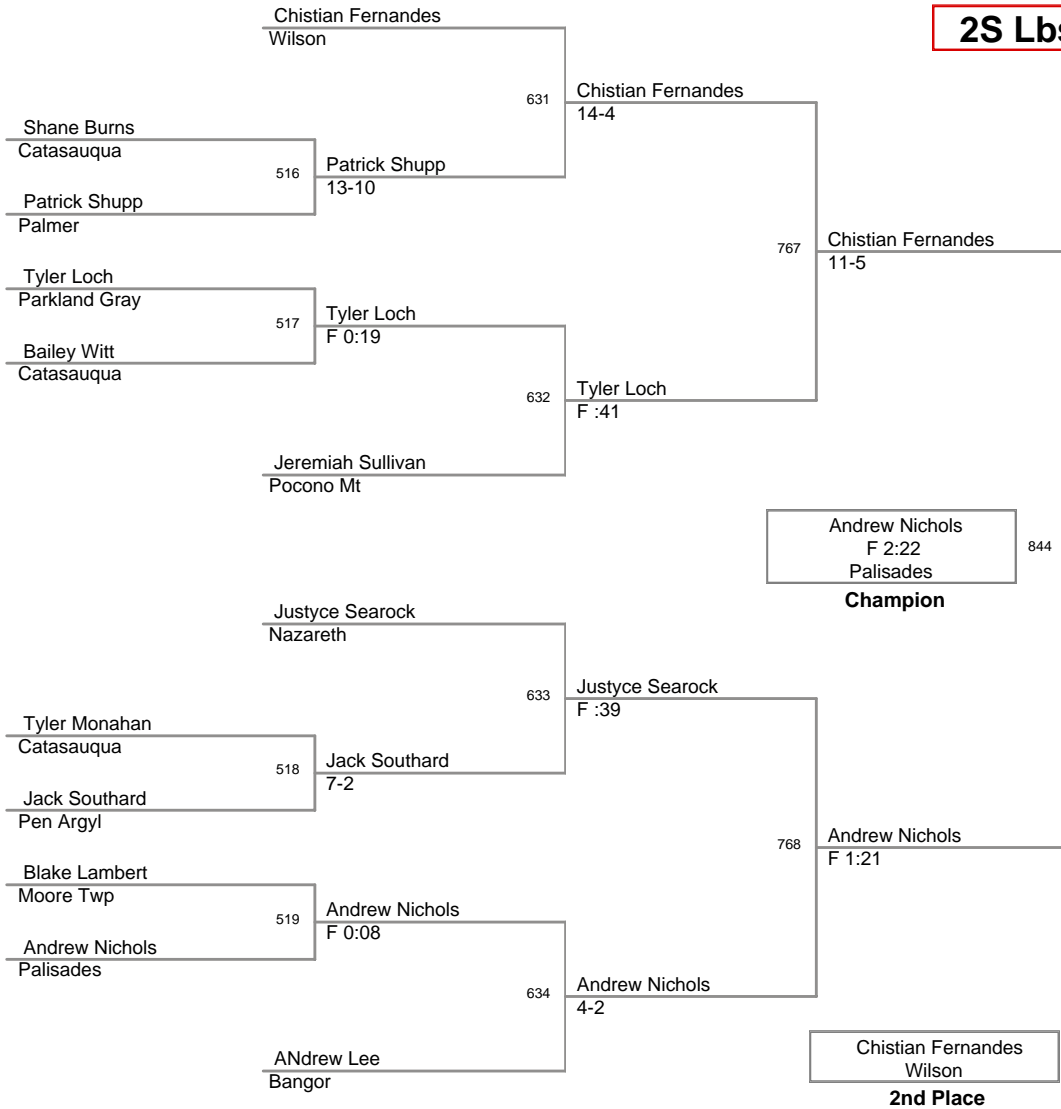 Chistian Fernandes
Wilson
2S Lbs
631
Chistian Fernandes
14-4
Shane Burns
Catasauqua
516
Patrick Shupp
13-10
Patrick Shupp
Palmer
767
Chistian Fernandes
11-5
Tyler Loch
Parkland Gray
517
Tyler Loch
F 0:19
Bailey Witt
Catasauqua
632
Tyler Loch
F :41
Jeremiah Sullivan
Pocono Mt
Andrew Nichols
F 2:22
Palisades
844
Champion
Justyce Searock
Nazareth
633
Justyce Searock
F :39
Tyler Monahan
Catasauqua
518
Jack Southard
7-2
Jack Southard
Pen Argyl
768
Andrew Nichols
F 1:21
Blake Lambert
Moore Twp
519
Andrew Nichols
F 0:08
Andrew Nichols
Palisades
634
Andrew Nichols
4-2
ANdrew Lee
Bangor
Chistian Fernandes
Wilson
2nd Place